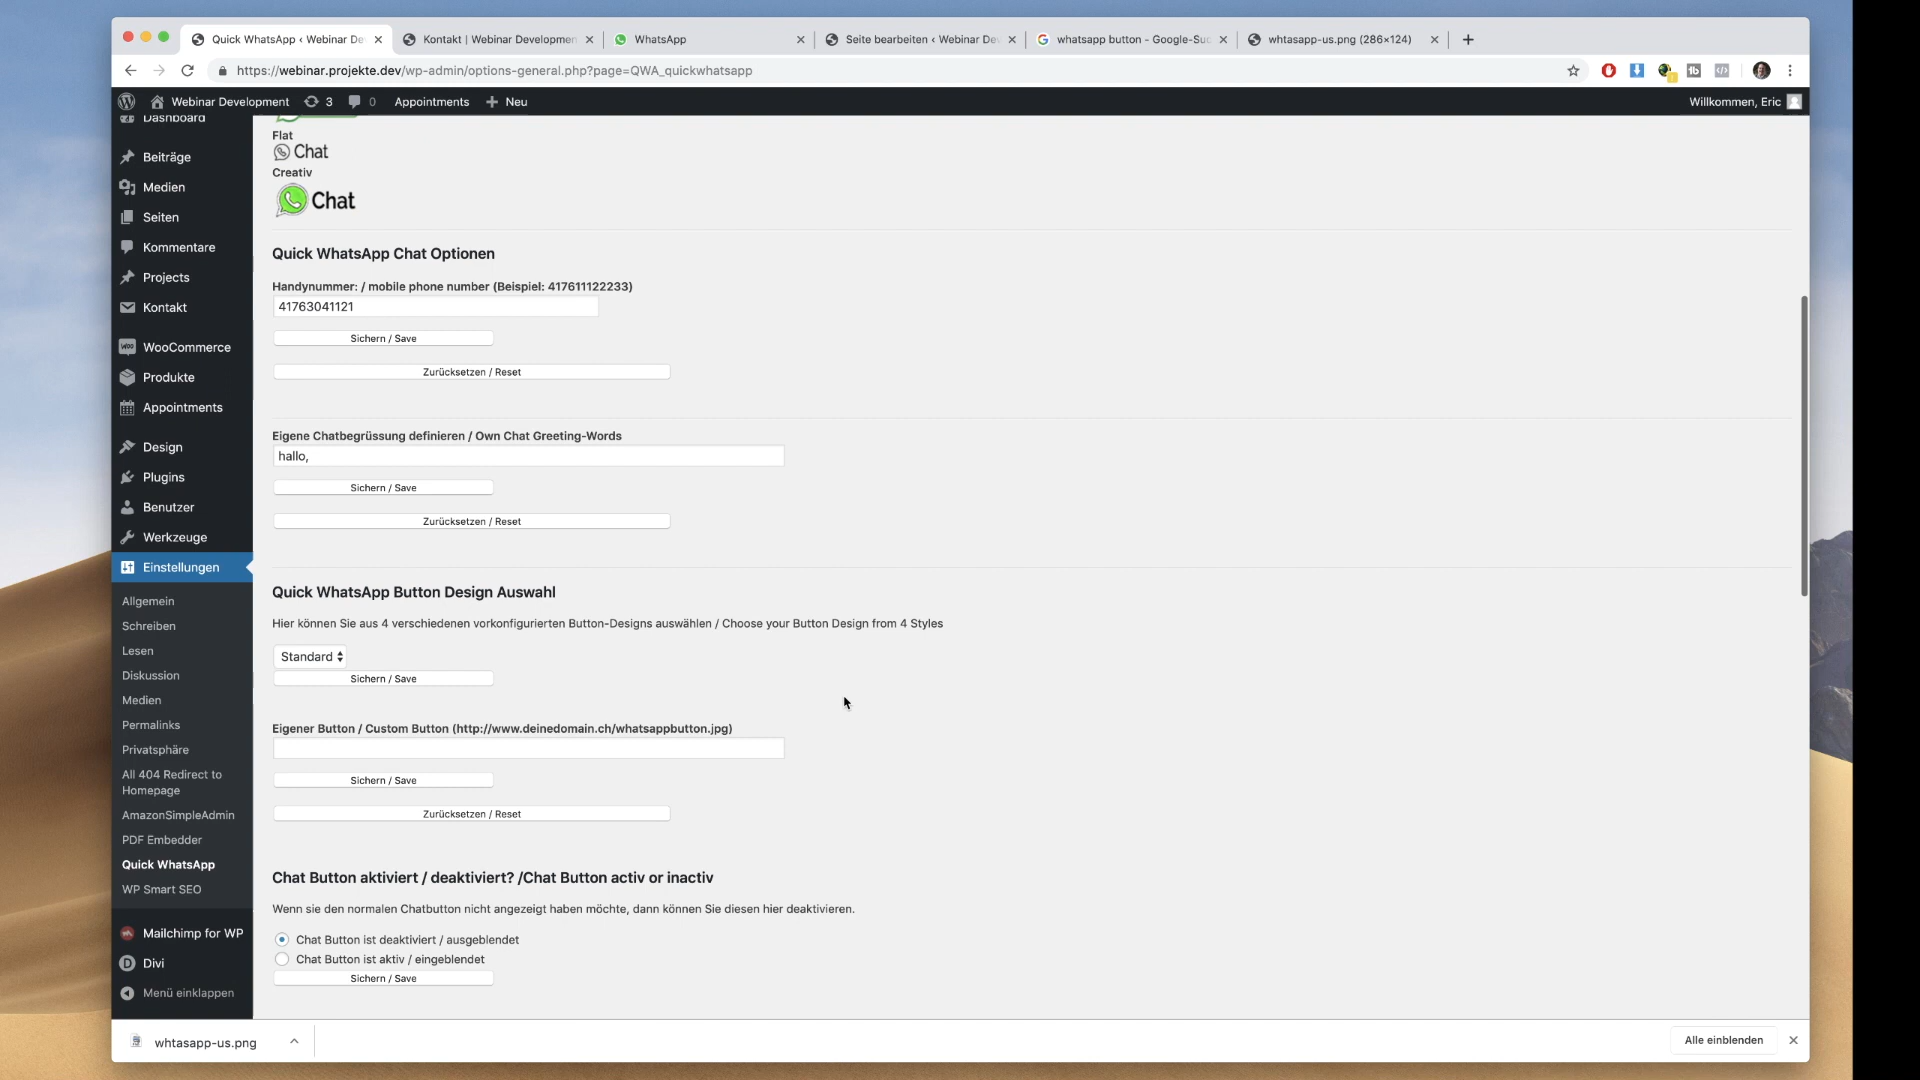 Quick WhatsApp ‹ Webinar De
Kontakt | Webinar Developmen
WhatsApp
Seite bearbeiten ‹ Webinar De
whatsapp button - Google-Su
whtasapp-us.png (286×124)
https://webinar.projekte.dev/wp-admin/options-general.php?page=QWA_quickwhatsapp
Webinar Development
3
0
Appointments
Neu
Willkommen, Eric
Dashboard
Beiträge
Medien
Seiten
Kommentare
Projects
Kontakt
WooCommerce
Produkte
Appointments
Design
Plugins
Benutzer
Werkzeuge
Einstellungen
Allgemein
Schreiben
Lesen
Diskussion
Medien
Permalinks
Privatsphäre
All 404 Redirect to
Homepage
AmazonSimpleAdmin
PDF Embedder
Quick WhatsApp
WP Smart SEO
Mailchimp for WP
Divi
Menü einklappen
Flat
Chat
Creativ
Chat
Quick WhatsApp Chat Optionen
Handynummer: / mobile phone number (Beispiel: 417611122233)
41763041121
Sichern / Save
Zurücksetzen / Reset
Eigene Chatbegrüssung definieren / Own Chat Greeting-Words
hallo,
Sichern / Save
Zurücksetzen / Reset
Quick WhatsApp Button Design Auswahl
Hier können Sie aus 4 verschiedenen vorkonfigurierten Button-Designs auswählen / Choose your Button Design from 4 Styles
Standard
Sichern / Save
Eigener Button / Custom Button (http://www.deinedomain.ch/whatsappbutton.jpg)
Sichern / Save
Zurücksetzen / Reset
Chat Button aktiviert / deaktiviert? /Chat Button activ or inactiv
Wenn sie den normalen Chatbutton nicht angezeigt haben möchte, dann können Sie diesen hier deaktivieren.
Chat Button ist deaktiviert / ausgeblendet
Chat Button ist aktiv / eingeblendet
Sichern / Save
whtasapp-us.png
Alle einblenden